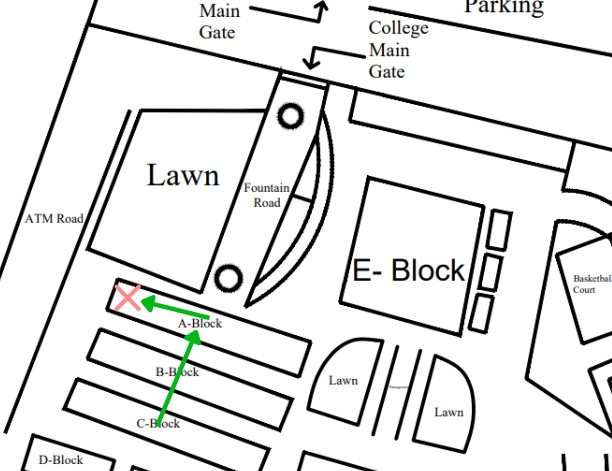 Parking
Main
Gate
College
Main
Gate
Lawn
Fountain
Road
ATM Road
E- Block
Basketbal
Court
A-Block
B-Block
Lawn
Lawn
C-Block
D-Block